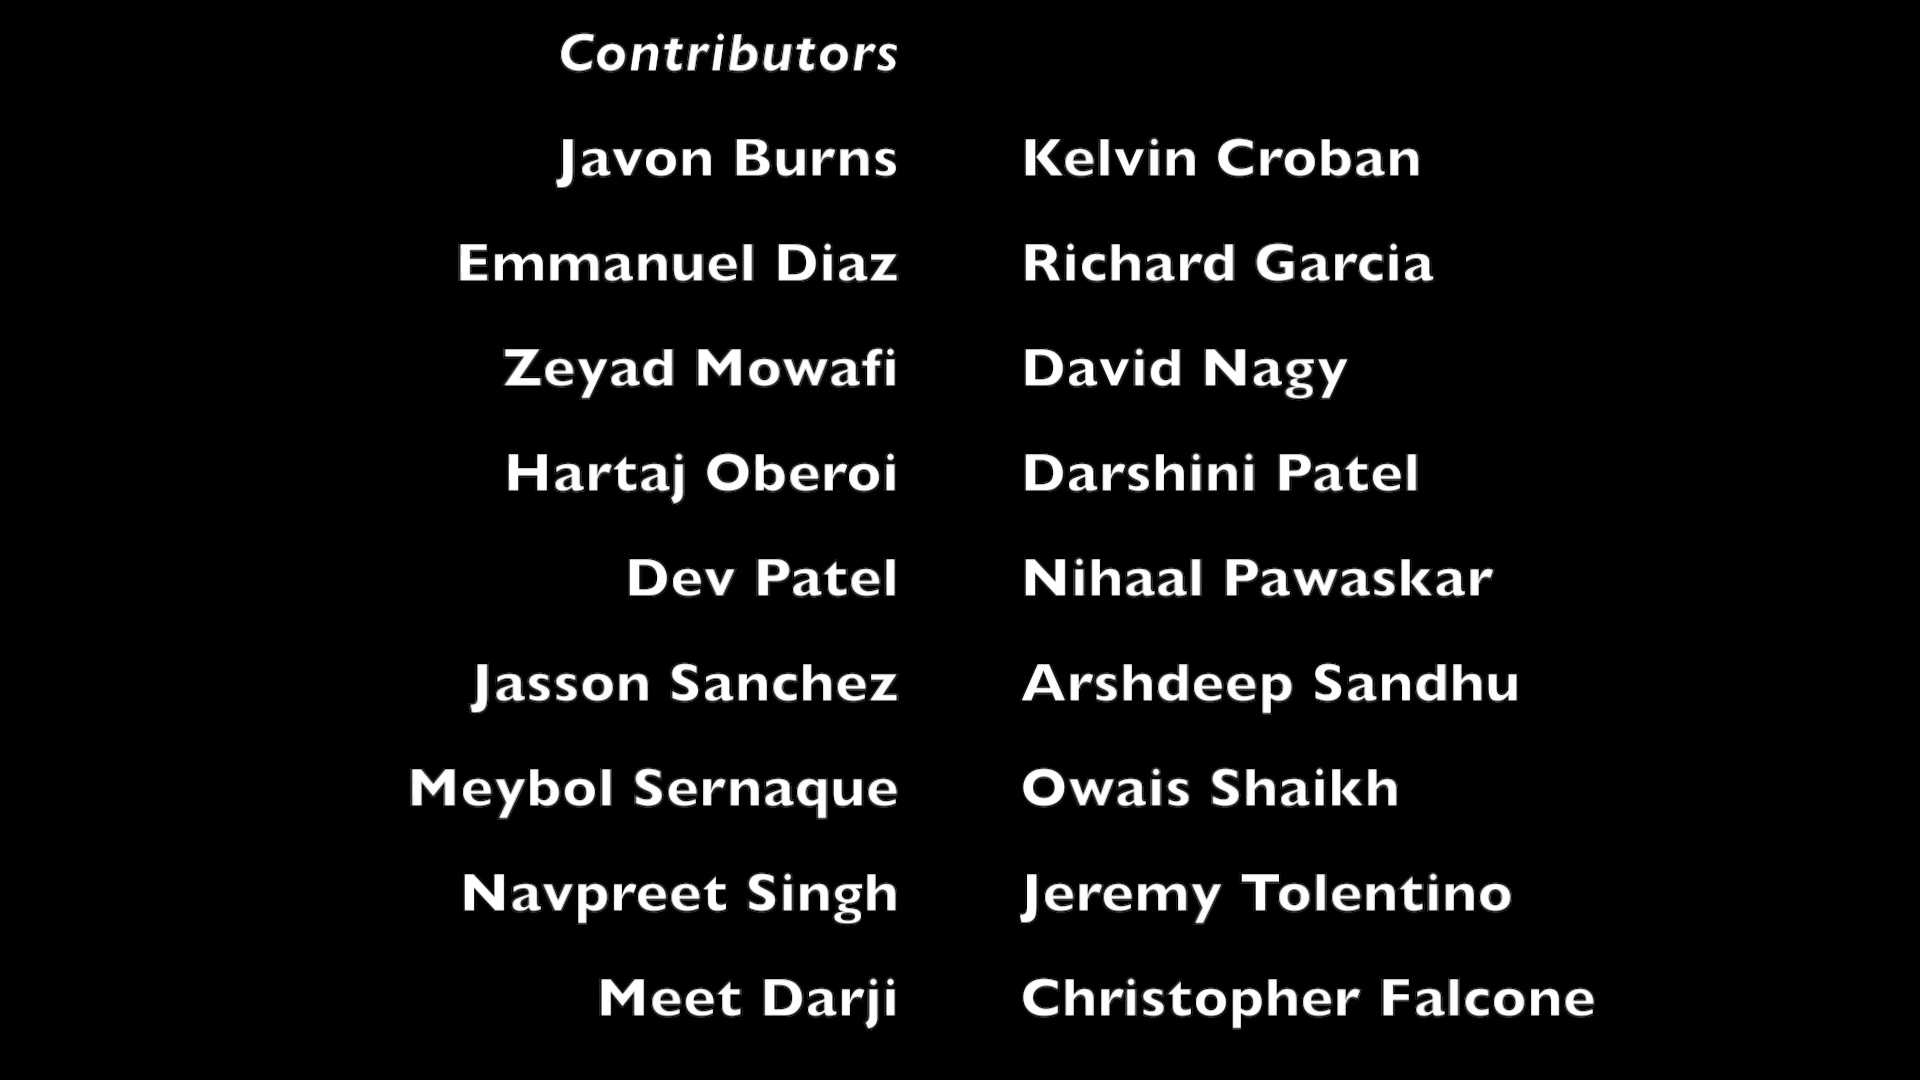 Contributors
Javon Burns Kelvin Croban
Emmanuel Diaz Richard Garcia
Zeyad Mowafi David Nagy
Hartaj Oberoi Darshini Patel
Dev Patel Nihaal Pawaskar
Jasson Sanchez Arshdeep Sandhu
Meybol Sernaque Owais Shaikh
Navpreet Singh Jeremy Tolentino
Meet Darji Christopher Falcone